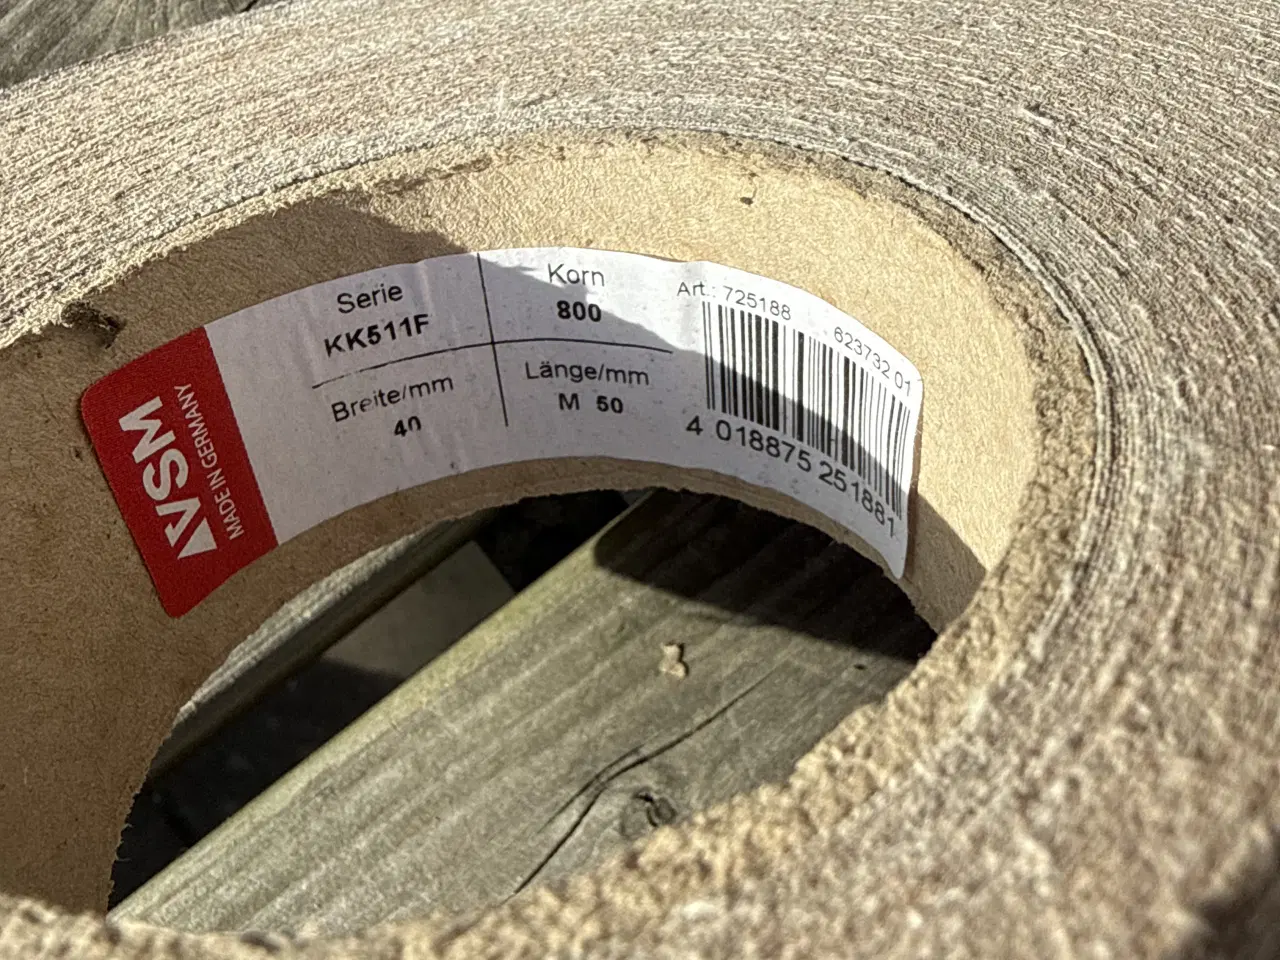 VSM
MADE IN GERMANY
Serie
KK511F
Korn
800
Breite/mm
40
Länge/mm
M 50
Art.: 725188 623732 01
4 018875 251881